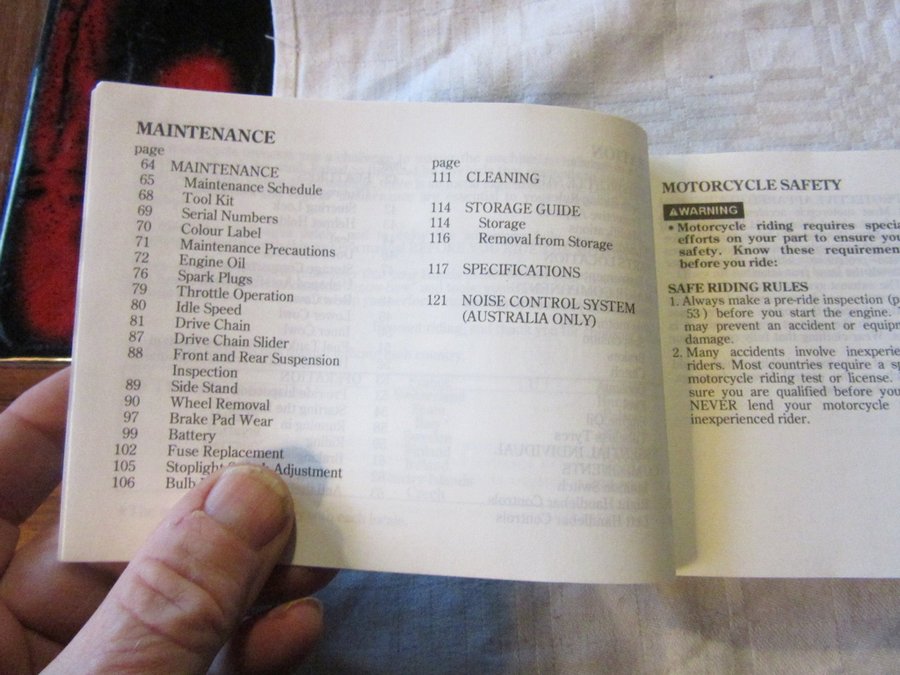 MAINTENANCE
page
64 MAINTENANCE
65 Maintenance Schedule
68 Tool Kit
69 Serial Numbers
70 Colour Label
71 Maintenance Precautions
72 Engine Oil
76 Spark Plugs
79 Throttle Operation
80 Idle Speed
81 Drive Chain
87 Drive Chain Slider
88 Front and Rear Suspension
Inspection
89 Side Stand
90 Wheel Removal
97 Brake Pad Wear
99 Battery
102 Fuse Replacement
105 Stoplight Adjustment
106 Bulb
page
111 CLEANING
114 STORAGE GUIDE
114 Storage
116 Removal from Storage
117 SPECIFICATIONS
121 NOISE CONTROL SYSTEM
(AUSTRALIA ONLY)
MOTORCYCLE SAFETY
WARNING
• Motorcycle riding requires
efforts on your part to ensure
safety. Know these
before you ride:
SAFE RIDING RULES
1. Always make a pre-ride inspection
53 ) before you start the engine.
may prevent an accident or
damage.
2. Many accidents involve
riders. Most countries require a
motorcycle riding test or license.
sure you are qualified before
NEVER lend your motorcycle
inexperienced rider.